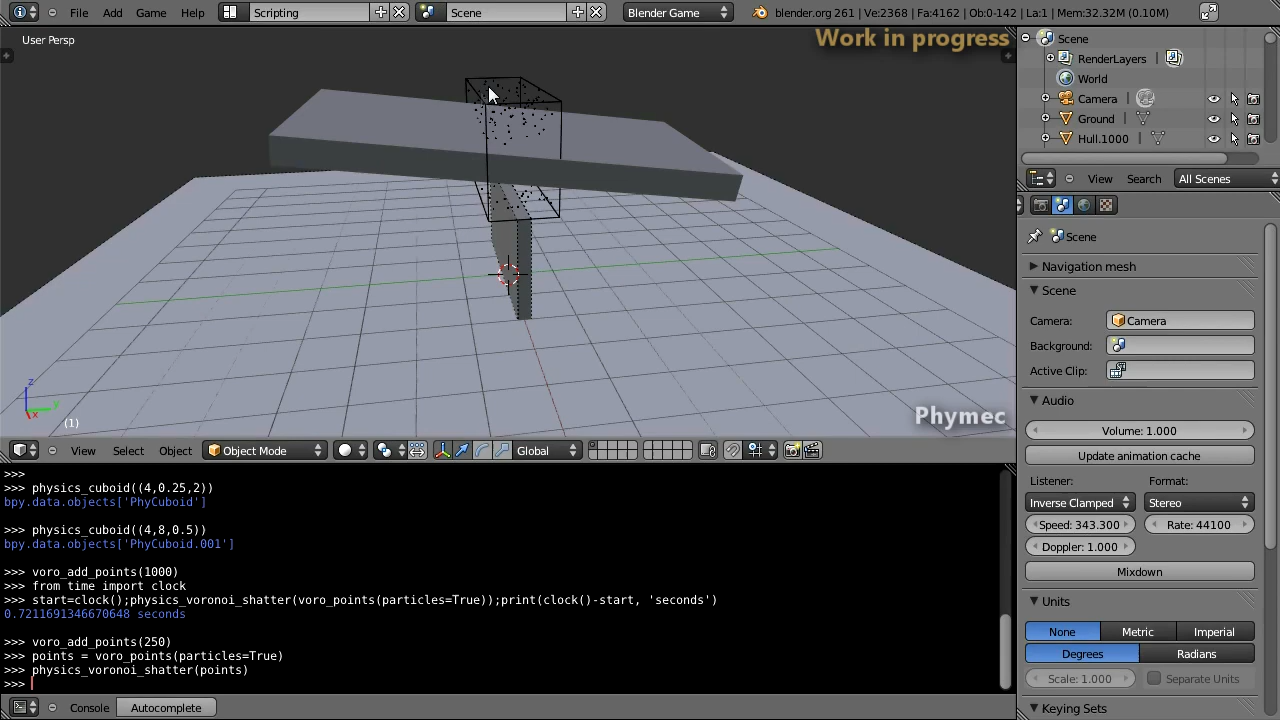 File Add Game Help Scripting Scene Blender Game blender.org 261 | Ve:2368 | Fa:4162 | Ob:0-142 | La:1 | Mem:32.32M (0.10M)
User Persp
Work in progress
z
y
x
(1)
Phymec
View Select Object Object Mode Global
>>>
>>> physics_cuboid((4,0.25,2))
bpy.data.objects['PhyCuboid']
>>> physics_cuboid((4,8,0.5))
bpy.data.objects['PhyCuboid.001']
>>> voro_add_points(1000)
>>> from time import clock
>>> start=clock();physics_voronoi_shatter(voro_points(particles=True));print(clock()-start, 'seconds')
0.7211691346670648 seconds
>>> voro_add_points(250)
>>> points = voro_points(particles=True)
>>> physics_voronoi_shatter(points)
>>>
Console Autocomplete
Scene
RenderLayers
World
Camera
Ground
Hull.1000
View Search All Scenes
Scene
Navigation mesh
Scene
Camera: Camera
Background:
Active Clip:
Audio
Volume: 1.000
Update animation cache
Listener: Format:
Inverse Clamped Stereo
Speed: 343.300 Rate: 44100
Doppler: 1.000
Mixdown
Units
None Metric Imperial
Degrees Radians
Scale: 1.000 Separate Units
Keying Sets